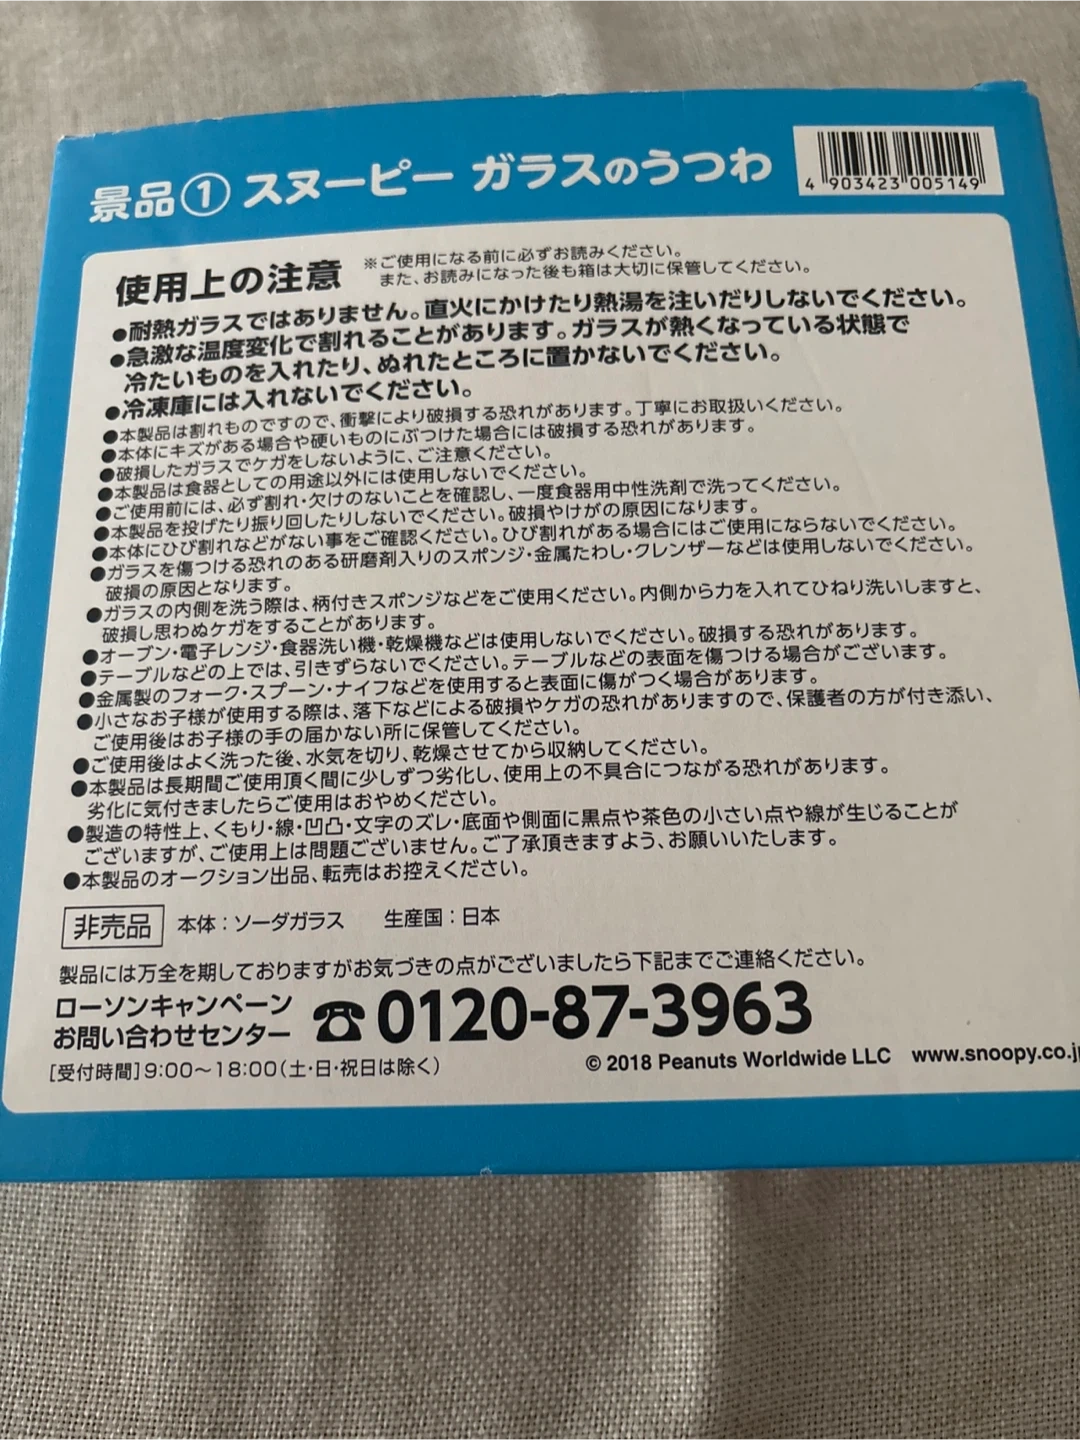 景品① スヌーピー ガラスのうつわ
4 903423 005149
使用上の注意
※ご使用になる前に必ずお読みください。
また、お読みになった後も箱は大切に保管してください。
●耐熱ガラスではありません。直火にかけたり熱湯を注いだりしないでください。
●急激な温度変化で割れることがあります。ガラスが熱くなっている状態で
冷たいものを入れたり、ぬれたところに置かないでください。
●冷凍庫には入れないでください。
●本製品は割れものですので、衝撃により破損する恐れがあります。丁寧にお取扱いください。
●本体にキズがある場合や硬いものにぶつけた場合には破損する恐れがあります。
●破損したガラスでケガをしないように、ご注意ください。
●本製品は食器としての用途以外には使用しないでください。
●ご使用前には、必ず割れ・欠けのないことを確認し、一度食器用中性洗剤で洗ってください。
●本製品を投げたり振り回したりしないでください。破損やけがの原因になります。
●本体にひび割れなどがない事をご確認ください。ひび割れがある場合にはご使用にならないでください。
●ガラスを傷つける恐れのある研磨剤入りのスポンジ・金属たわし・クレンザーなどは使用しないでください。
破損の原因となります。
●ガラスの内側を洗う際は、柄付きスポンジなどをご使用ください。内側から力を入れてひねり洗いしますと、
破損し思わぬケガをすることがあります。
●オーブン・電子レンジ・食器洗い機・乾燥機などは使用しないでください。破損する恐れがあります。
●テーブルなどの上では、引きずらないでください。テーブルなどの表面を傷つける場合がございます。
●金属製のフォーク・スプーン・ナイフなどを使用すると表面に傷がつく場合があります。
●小さなお子様が使用する際は、落下などによる破損やケガの恐れがありますので、保護者の方が付き添い、
ご使用後はお子様の手の届かない所に保管してください。
●ご使用後はよく洗った後、水気を切り、乾燥させてから収納してください。
●本製品は長期間ご使用頂く間に少しずつ劣化し、使用上の不具合につながる恐れがあります。
劣化に気付きましたらご使用はおやめください。
●製造の特性上、くもり・線・凹凸・文字のズレ・底面や側面に黒点や茶色の小さい点や線が生じることが
ございますが、ご使用上は問題ございません。ご了承頂きますよう、お願いいたします。
●本製品のオークション出品、転売はお控えください。
非売品 本体：ソーダガラス 生産国：日本
製品には万全を期しておりますがお気づきの点がございましたら下記までご連絡ください。
ローソンキャンペーン
お問い合わせセンター
☎0120-87-3963
[受付時間]9:00〜18:00(土・日・祝日は除く)
© 2018 Peanuts Worldwide LLC www.snoopy.co.j